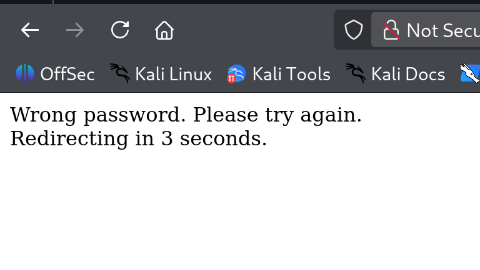 Not Secu
OffSec Kali Linux Kali Tools Kali Docs
Wrong password. Please try again.
Redirecting in 3 seconds.